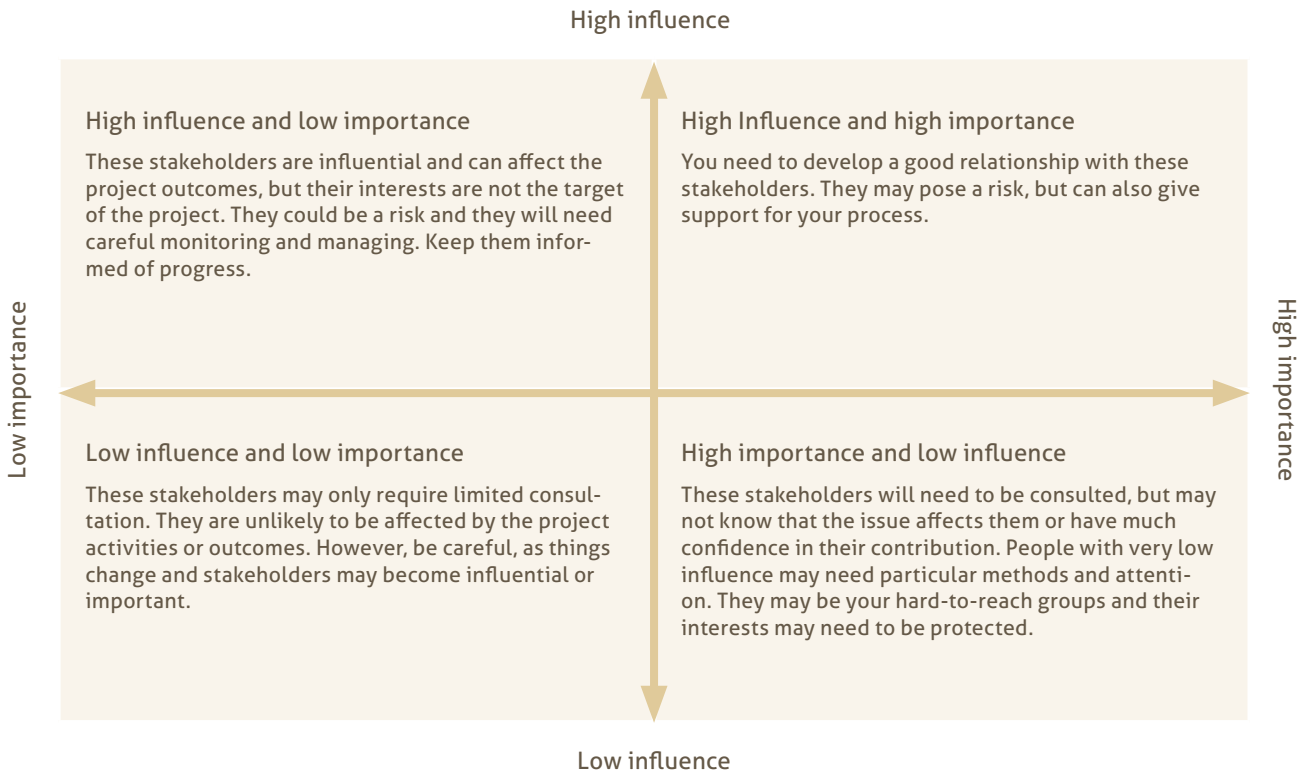 High influence
High influence and low importance
These stakeholders are influential and can affect the
project outcomes, but their interests are not the target
of the project. They could be a risk and they will need
careful monitoring and managing. Keep them infor-
med of progress.
High Influence and high importance
You need to develop a good relationship with these
stakeholders. They may pose a risk, but can also give
support for your process.
Low importance
High importance
Low influence and low importance
These stakeholders may only require limited consul-
tation. They are unlikely to be affected by the project
activities or outcomes. However, be careful, as things
change and stakeholders may become influential or
important.
High importance and low influence
These stakeholders will need to be consulted, but may
not know that the issue affects them or have much
confidence in their contribution. People with very low
influence may need particular methods and attenti-
on. They may be your hard-to-reach groups and their
interests may need to be protected.
Low influence